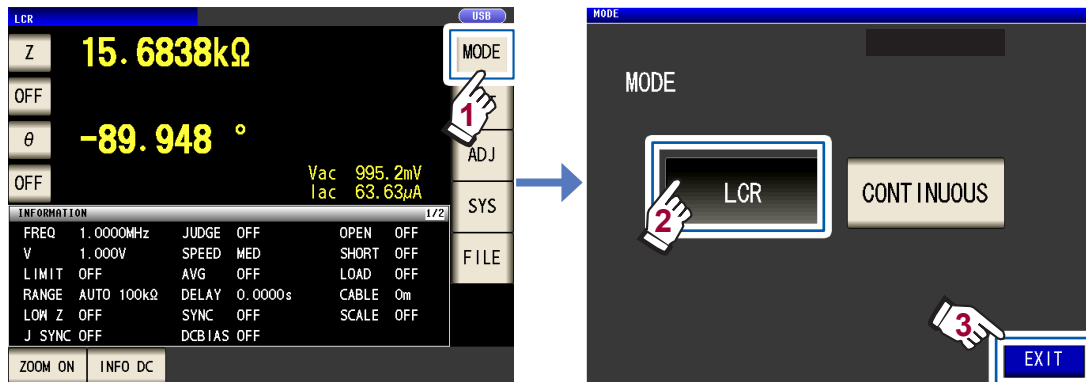 LCR USB
Z 15.6838kΩ MODE
1
OFF
θ -89.948 ° ADJ
OFF Vac 995.2mV
Iac 63.63μA SYS
INFORMATION 1/2
FREQ 1.0000MHz JUDGE OFF OPEN OFF
V 1.000V SPEED MED SHORT OFF FILE
LIMIT OFF AVG OFF LOAD OFF
RANGE AUTO 100kΩ DELAY 0.0000s CABLE 0m
LOW Z OFF SYNC OFF SCALE OFF
J SYNC OFF DCBIAS OFF
ZOOM ON INFO DC
MODE
MODE
LCR CONTINUOUS
2
3
EXIT